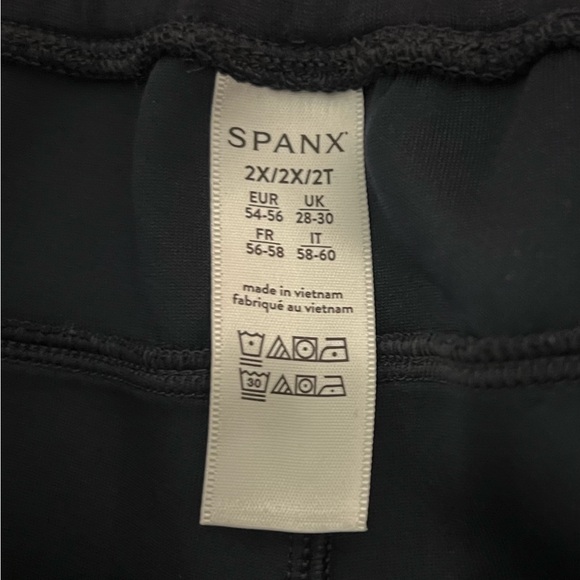 SPANX
2X/2X/2T
EUR UK
54-56 28-30
FR IT
56-58 58-60
made in vietnam
fabriqué au vietnam
30